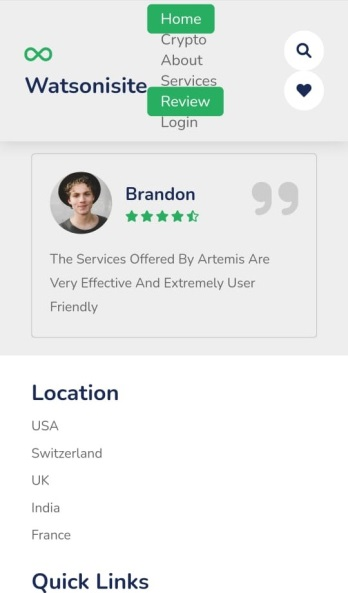 Home
Crypto
About
Services
Review
Login
Watsonisite
Brandon
The Services Offered By Artemis Are
Very Effective And Extremely User
Friendly
Location
USA
Switzerland
UK
India
France
Quick Links